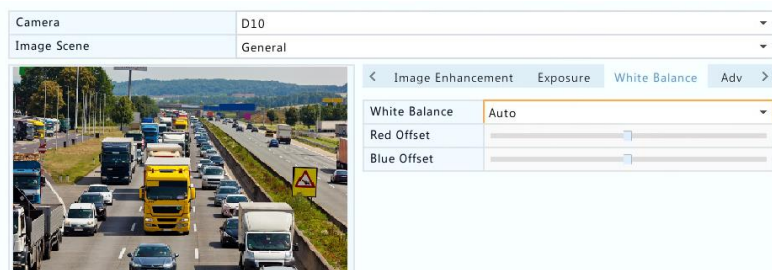 Camera D10
Image Scene General
< Image Enhancement Exposure White Balance Adv >
White Balance Auto
Red Offset
Blue Offset